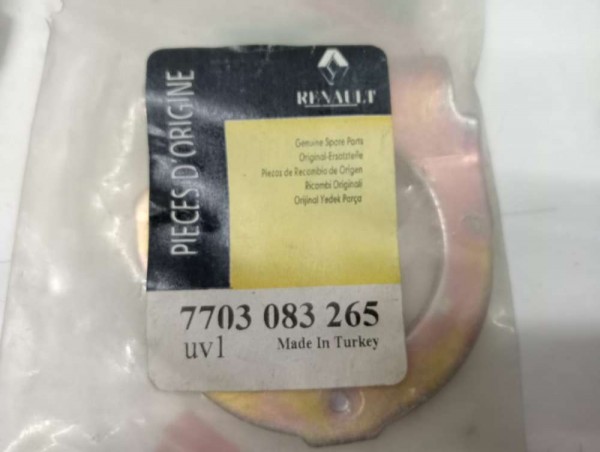 PIECES D'ORIGINE
RENAULT
Genuine Spare Parts
Original-Ersatzteile
Piezas de Recambio de Origen
Ricambi Originali
Orijinal Yedek Parça
7703 083 265
uv1
Made In Turkey